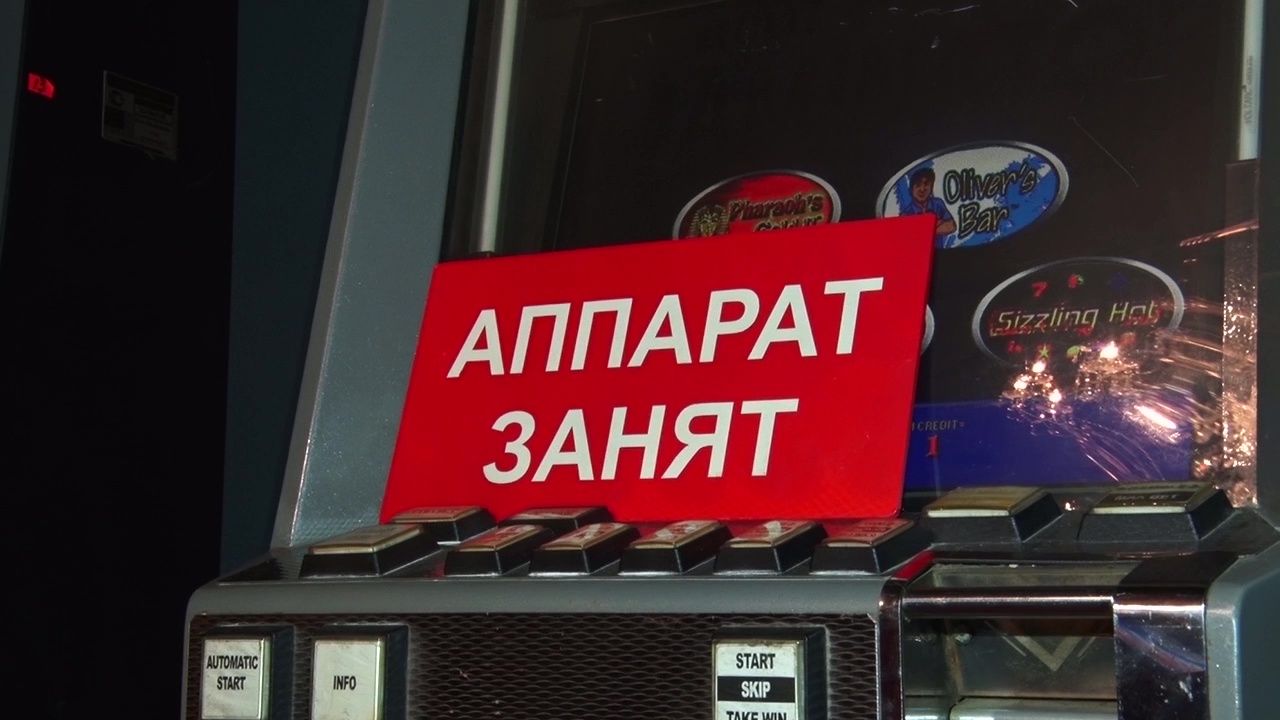 Pharaoh's
Oliver's
Bar
Sizzling Hot
АППАРАТ
ЗАНЯТ
CREDIT
1
AUTOMATIC
START
INFO
START
SKIP
TAKE WIN